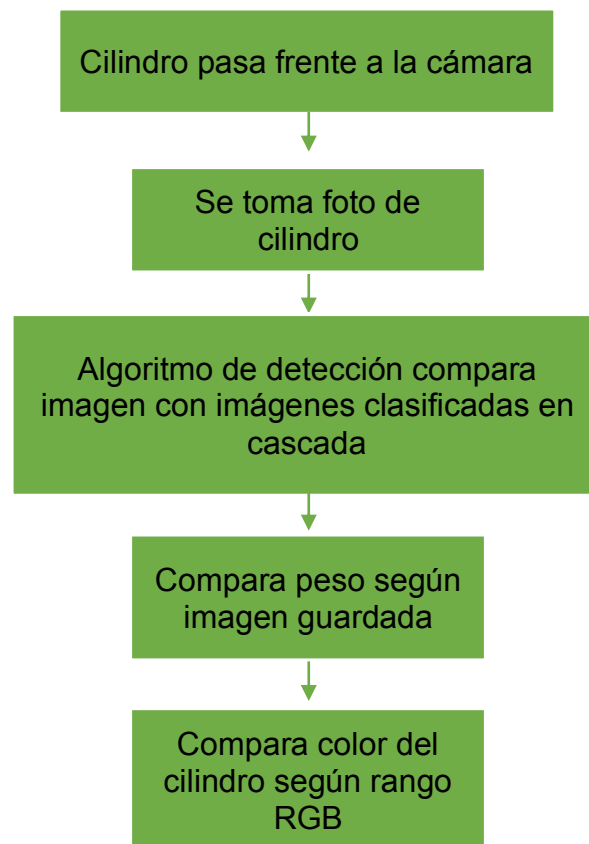 Cilindro pasa frente a la cámara
Se toma foto de
cilindro
Algoritmo de detección compara
imagen con imágenes clasificadas en
cascada
Compara peso según
imagen guardada
Compara color del
cilindro según rango
RGB